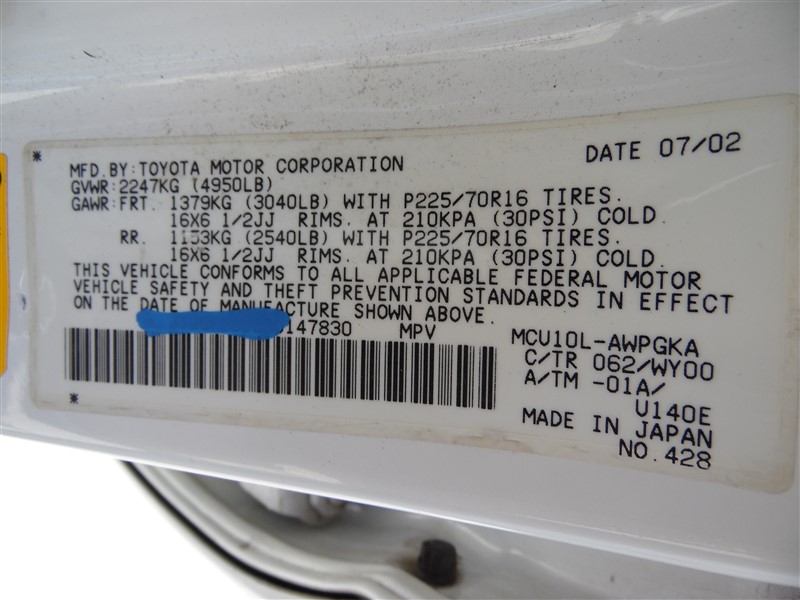 * DATE 07/02
MFD. BY: TOYOTA MOTOR CORPORATION
GVWR: 2247KG (4950LB)
GAWR: FRT. 1379KG (3040LB) WITH P225/70R16 TIRES.
16X6 1/2JJ RIMS. AT 210KPA (30PSI) COLD.
RR. 1153KG (2540LB) WITH P225/70R16 TIRES.
16X6 1/2JJ RIMS. AT 210KPA (30PSI) COLD.
THIS VEHICLE CONFORMS TO ALL APPLICABLE FEDERAL MOTOR
VEHICLE SAFETY AND THEFT PREVENTION STANDARDS IN EFFECT
ON THE DATE OF MANUFACTURE SHOWN ABOVE.
147830 MPV
MCU10L-AWPGKA
C/TR 062/WY00
A/TM -01A/
U140E
* MADE IN JAPAN
NO. 428